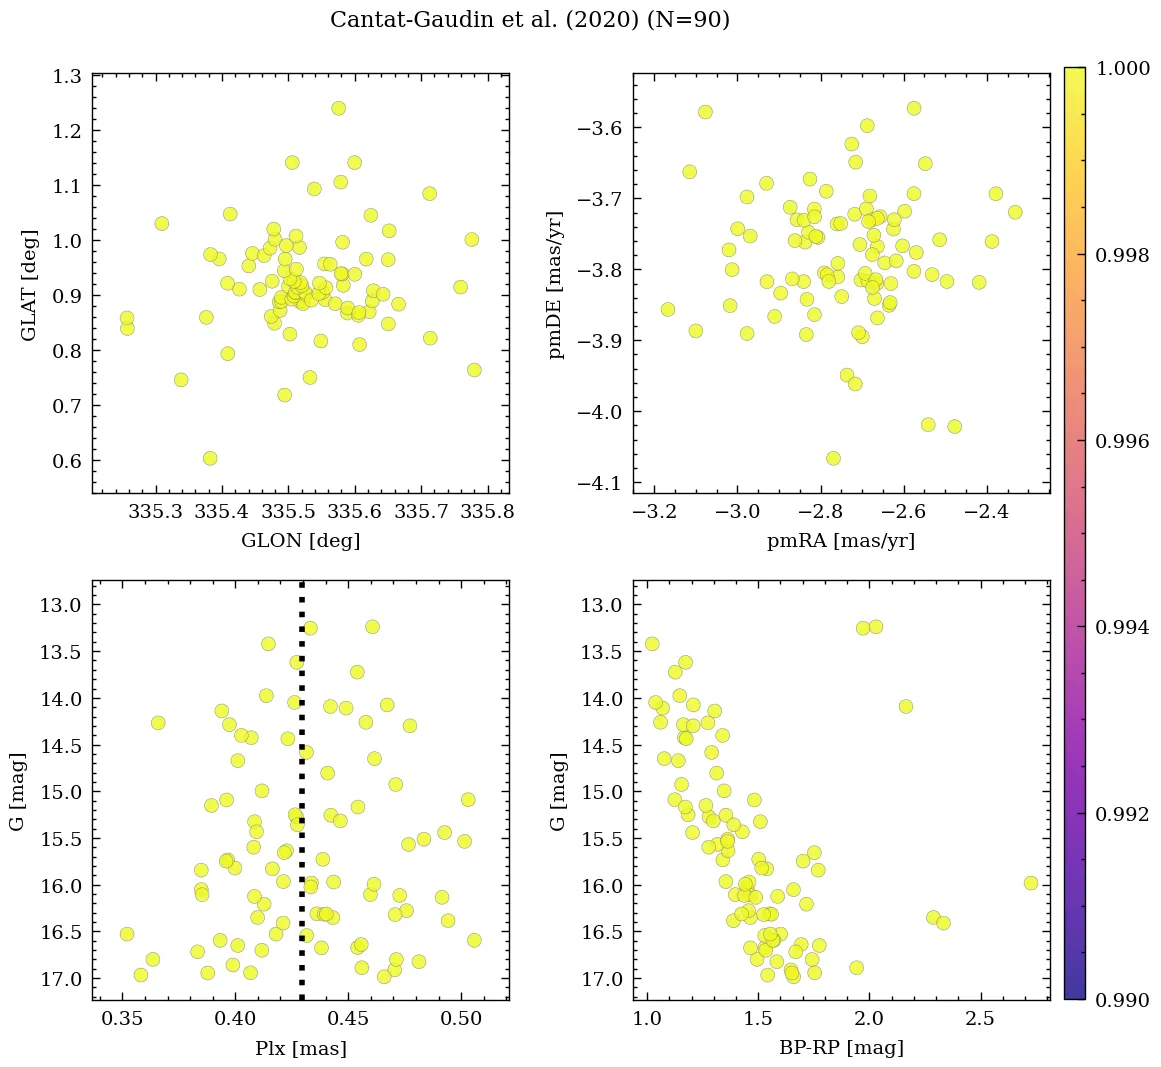 Cantat-Gaudin et al. (2020) (N=90)
1.3
1.2
1.1
1.0
0.9
0.8
0.7
0.6
GLAT [deg]
335.3 335.4 335.5 335.6 335.7 335.8
GLON [deg]
−3.6
−3.7
−3.8
−3.9
−4.0
−4.1
pmDE [mas/yr]
−3.2 −3.0 −2.8 −2.6 −2.4
pmRA [mas/yr]
1.000
0.998
0.996
0.994
0.992
0.990
13.0
13.5
14.0
14.5
15.0
15.5
16.0
16.5
17.0
G [mag]
0.35 0.40 0.45 0.50
Plx [mas]
13.0
13.5
14.0
14.5
15.0
15.5
16.0
16.5
17.0
G [mag]
1.0 1.5 2.0 2.5
BP-RP [mag]